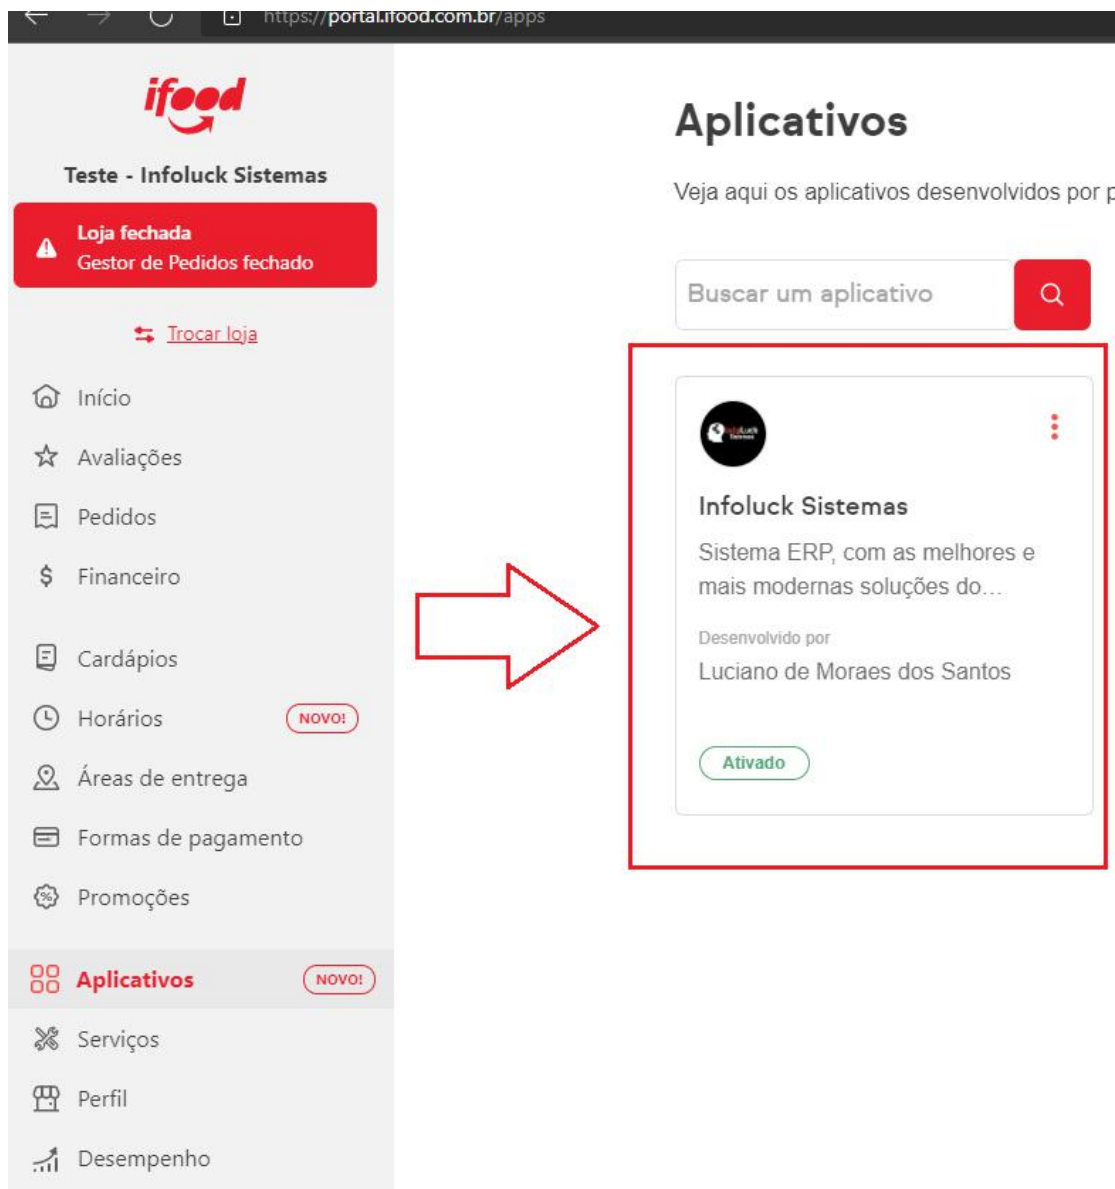 https://portal.ifood.com.br/apps
ifood
Teste - Infoluck Sistemas
Loja fechada
Gestor de Pedidos fechado
Trocar loja
Início
Avaliações
Pedidos
Financeiro
Cardápios
Horários NOVO!
Áreas de entrega
Formas de pagamento
Promoções
Aplicativos NOVO!
Serviços
Perfil
Desempenho
Aplicativos
Veja aqui os aplicativos desenvolvidos por p
Buscar um aplicativo
Infoluck Sistemas
Sistema ERP, com as melhores e
mais modernas soluções do...
Desenvolvido por
Luciano de Moraes dos Santos
Ativado